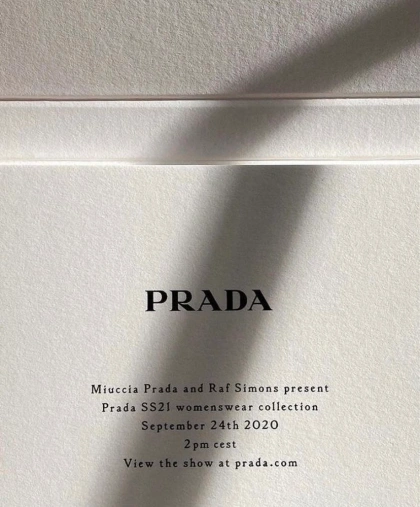 PRADA
Miuccia Prada and Raf Simons present
Prada SS21 womenswear collection
September 24th 2020
2pm cest
View the show at prada.com